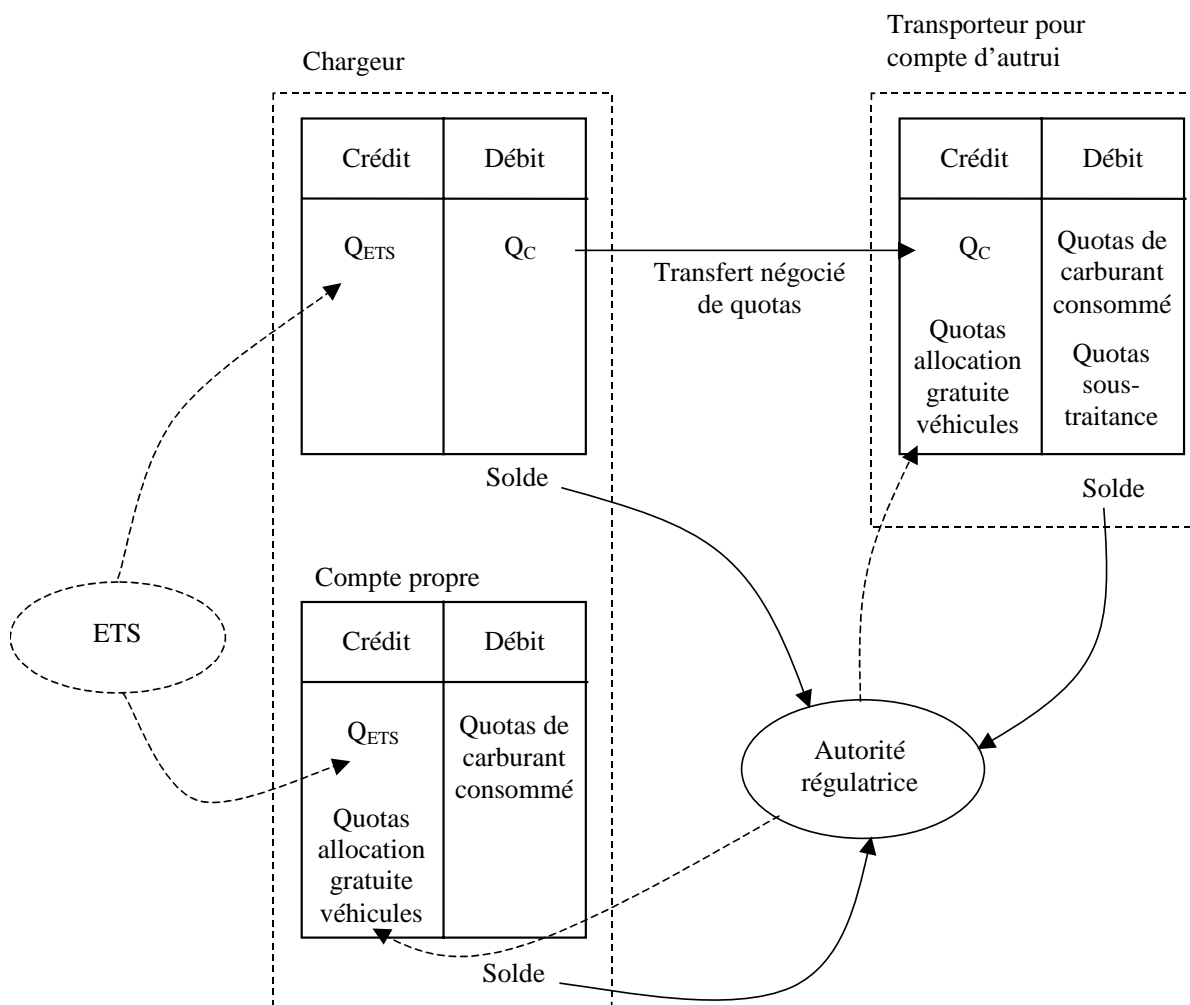 Transporteur pour
compte d’autrui
Chargeur
Crédit
Débit
Q_ETS
Q_C
Solde
Transfert négocié
de quotas
Crédit
Débit
Q_C
Quotas
allocation
gratuite
véhicules
Quotas de
carburant
consommé
Quotas
sous-
traitance
Solde
Compte propre
Crédit
Débit
Q_ETS
Quotas
allocation
gratuite
véhicules
Quotas de
carburant
consommé
Solde
ETS
Autorité
régulatrice